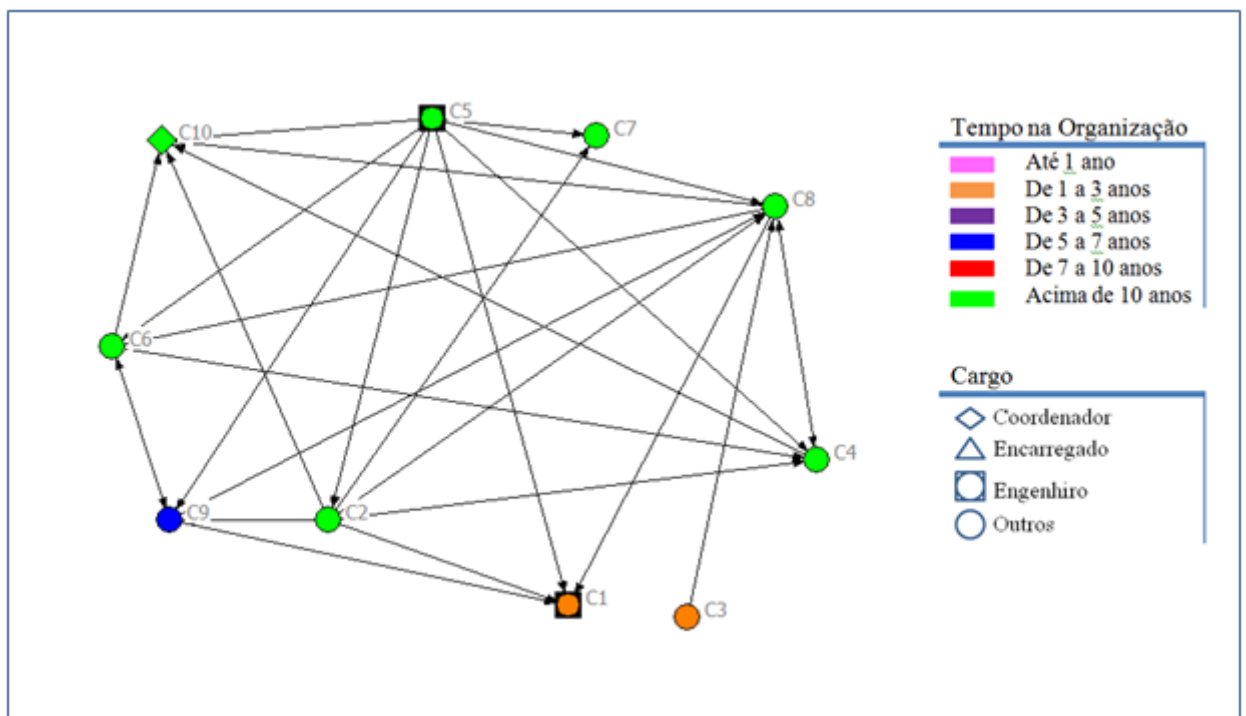 C5
C7
C10
C8
C6
C4
C9
C2
C1
C3
Tempo na Organização
Até 1 ano
De 1 a 3 anos
De 3 a 5 anos
De 5 a 7 anos
De 7 a 10 anos
Acima de 10 anos
Cargo
Coordenador
Encarregado
Engenhiro
Outros